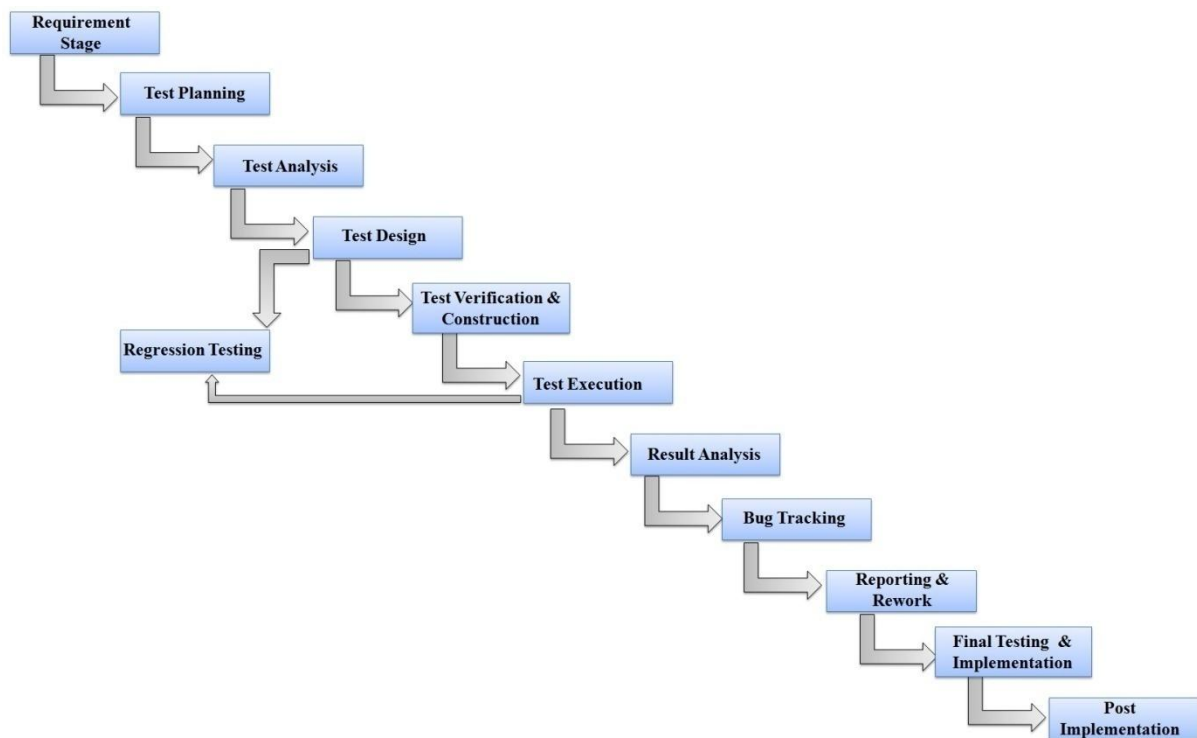 Requirement
Stage
Test Planning
Test Analysis
Test Design
Test Verification &
Construction
Regression Testing
Test Execution
Result Analysis
Bug Tracking
Reporting &
Rework
Final Testing &
Implementation
Post
Implementation